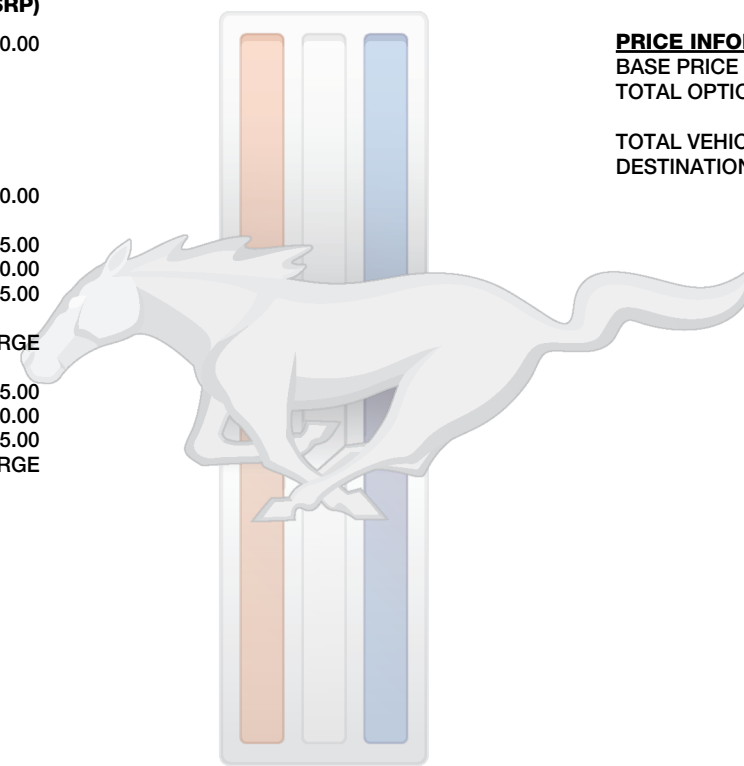 SRP)
0.00
0.00
5.00
0.00
5.00
RGE
5.00
0.00
5.00
RGE
PRICE INFO
BASE PRICE
TOTAL OPTIO
TOTAL VEHIC
DESTINATION